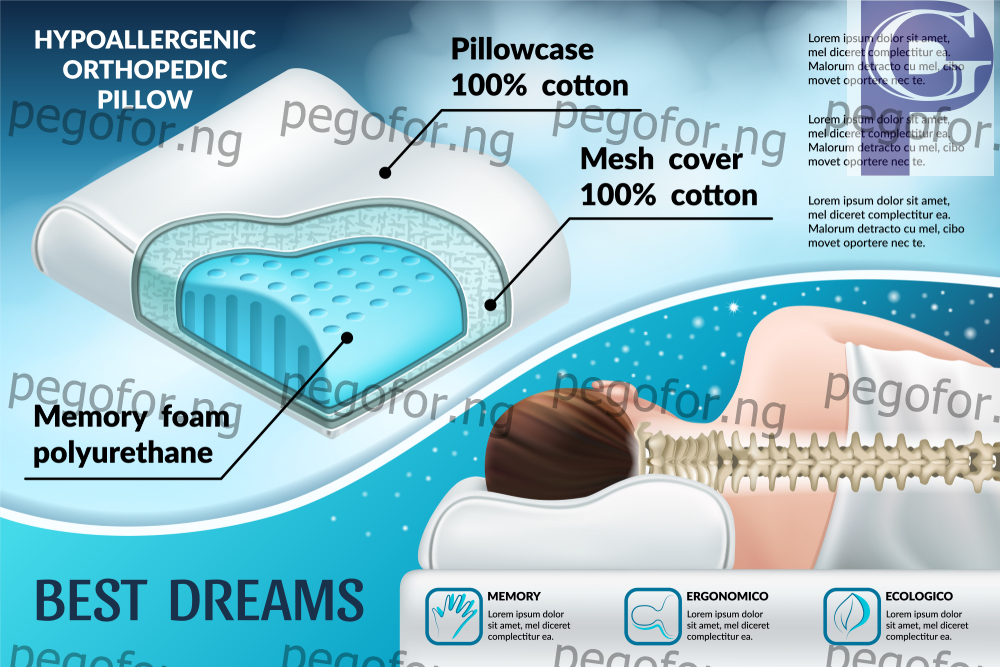 HYPOALLERGENIC
ORTHOPEDIC
PILLOW
Pillowcase
100% cotton
Mesh cover
100% cotton
Memory foam
polyurethane
Lorem ipsum dolor sit amet,
mel diceret complectitur ea.
Malorum detracto cu mel, cibo
movet oportere nec te.
Lorem ipsum dolor sit amet,
mel diceret complectitur ea.
Malorum detracto cu mel, cibo
movet oportere nec te.
Lorem ipsum dolor sit amet,
mel diceret complectitur ea.
Malorum detracto cu mel, cibo
movet oportere nec te.
G
pegofor.ng pegofor.ng pegofor.ng pegofor.
pegofor.ng pegofor.ng pegofor.ng pegofor.
BEST DREAMS
MEMORY
Lorem ipsum dolor
sit amet, mel diceret
complectitur ea.
ERGONOMICO
Lorem ipsum dolor
sit amet, mel diceret
complectitur ea.
ECOLOGICO
Lorem ipsum dolor
sit amet, mel diceret
complectitur ea.
pegofor.ng pegofor.ng pegofor.ng pegofor.